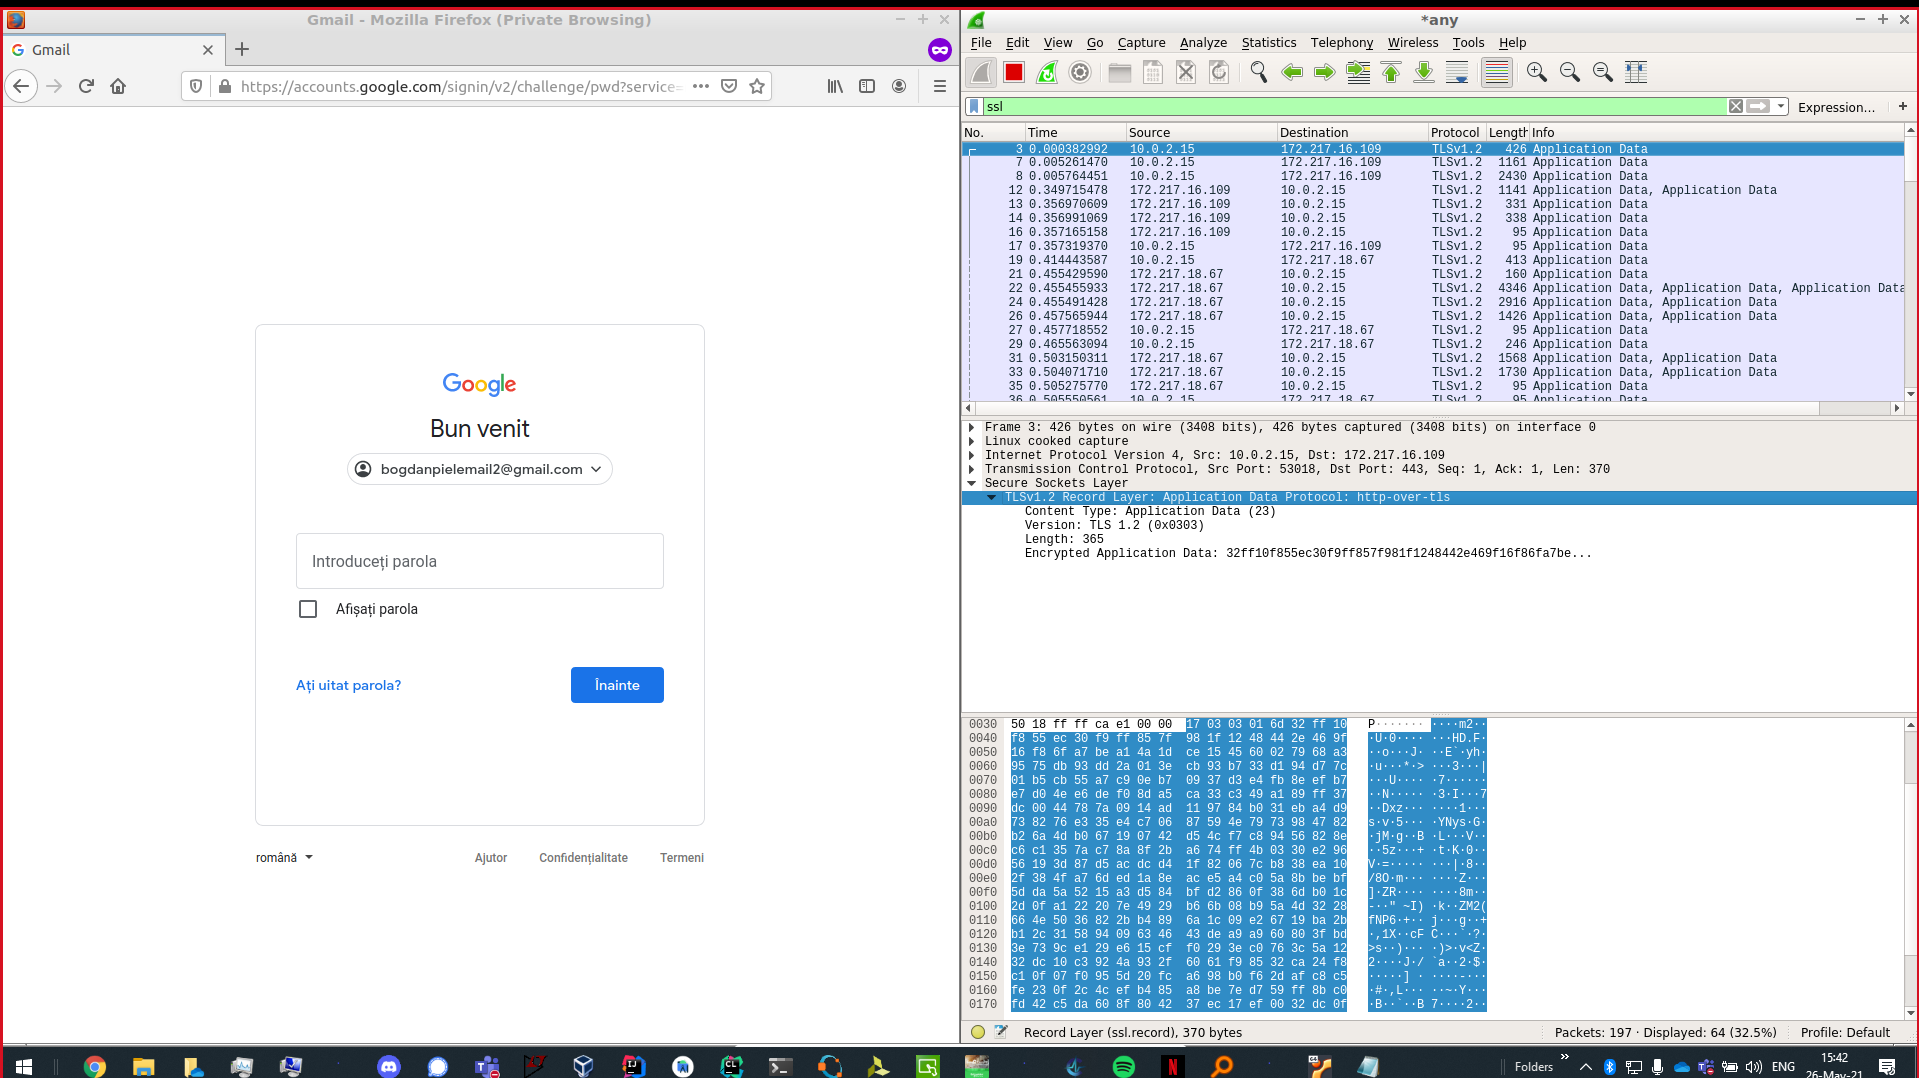 Gmail - Mozilla Firefox (Private Browsing)
Gmail
https://accounts.google.com/signin/v2/challenge/pwd?service=
Google
Bun venit
bogdanpielemail2@gmail.com
Introduceți parola
Afișați parola
Ați uitat parola?
Înainte
română
Ajutor
Confidențialitate
Termeni
*any
File Edit View Go Capture Analyze Statistics Telephony Wireless Tools Help
ssl
Expression... +
No. Time Source Destination Protocol Length Info
3 0.000382992 10.0.2.15 172.217.16.109 TLSv1.2 426 Application Data
7 0.005261470 10.0.2.15 172.217.16.109 TLSv1.2 1161 Application Data
8 0.005764451 10.0.2.15 172.217.16.109 TLSv1.2 2430 Application Data
12 0.349715478 172.217.16.109 10.0.2.15 TLSv1.2 1141 Application Data, Application Data
13 0.356970609 172.217.16.109 10.0.2.15 TLSv1.2 331 Application Data
14 0.356991069 172.217.16.109 10.0.2.15 TLSv1.2 338 Application Data
16 0.357165158 172.217.16.109 10.0.2.15 TLSv1.2 95 Application Data
17 0.357319370 10.0.2.15 172.217.16.109 TLSv1.2 95 Application Data
19 0.414443587 10.0.2.15 172.217.18.67 TLSv1.2 413 Application Data
21 0.455429590 172.217.18.67 10.0.2.15 TLSv1.2 160 Application Data
22 0.455455933 172.217.18.67 10.0.2.15 TLSv1.2 4346 Application Data, Application Data, Application Data
24 0.455491428 172.217.18.67 10.0.2.15 TLSv1.2 2916 Application Data, Application Data
26 0.457565944 172.217.18.67 10.0.2.15 TLSv1.2 1426 Application Data, Application Data
27 0.457718552 10.0.2.15 172.217.18.67 TLSv1.2 95 Application Data
29 0.465563094 10.0.2.15 172.217.18.67 TLSv1.2 246 Application Data
31 0.503150311 172.217.18.67 10.0.2.15 TLSv1.2 1568 Application Data, Application Data
33 0.504071710 172.217.18.67 10.0.2.15 TLSv1.2 1730 Application Data, Application Data
35 0.505275770 172.217.18.67 10.0.2.15 TLSv1.2 95 Application Data
36 0.505550561 10.0.2.15 172.217.18.67 TLSv1.2 95 Application Data
Frame 3: 426 bytes on wire (3408 bits), 426 bytes captured (3408 bits) on interface 0
Linux cooked capture
Internet Protocol Version 4, Src: 10.0.2.15, Dst: 172.217.16.109
Transmission Control Protocol, Src Port: 53018, Dst Port: 443, Seq: 1, Ack: 1, Len: 370
Secure Sockets Layer
TLSv1.2 Record Layer: Application Data Protocol: http-over-tls
Content Type: Application Data (23)
Version: TLS 1.2 (0x0303)
Length: 365
Encrypted Application Data: 32ff10f855ec30f9ff857f981f1248442e469f16f86fa7be...
0030 50 18 ff ff ca e1 00 00 17 03 03 01 6d 32 ff 10 P······· ····m2··
0040 f8 55 ec 30 f9 ff 85 7f 98 1f 12 48 44 2e 46 9f ·U·0···· ···HD.F·
0050 16 f8 6f a7 be a1 4a 1d ce 15 45 60 02 79 68 a3 ··o···J· ··E`·yh·
0060 95 75 db 93 dd 2a 01 3e cb 93 b7 33 d1 94 d7 7c ·u···*·> ···3···|
0070 01 b5 cb 55 a7 c9 0e b7 09 37 d3 e4 fb 8e ef b7 ···U···· ·7······
0080 e7 d0 4e e6 de f0 8d a5 ca 33 c3 49 a1 89 ff 37 ··N····· ·3·I···7
0090 dc 00 44 78 7a 09 14 ad 11 97 84 b0 31 eb a4 d9 ··Dxz··· ····1···
00a0 73 82 76 e3 35 e4 c7 06 87 59 4e 79 73 98 47 82 s·v·5··· ·YNys·G·
00b0 b2 6a 4d b0 67 19 07 42 d5 4c f7 c8 94 56 82 8e ·jM·g··B ·L···V··
00c0 c6 c1 35 7a c7 8a 8f 2b a6 74 ff 4b 03 30 e2 96 ··5z···+ ·t·K·0··
00d0 56 19 3d 87 d5 ac dc d4 1f 82 06 7c b8 38 ea 10 V·=····· ···|·8··
00e0 2f 38 4f a7 6d ed 1a 8e ac e5 a4 c0 5a 8b be bf /8O·m··· ····Z···
00f0 5d da 5a 52 15 a3 d5 84 bf d2 86 0f 38 6d b0 1c ]·ZR···· ····8m··
0100 2d 0f a1 22 20 7e 49 29 b6 6b 08 b9 5a 4d 32 28 -··" ~I) ·k··ZM2(
0110 66 4e 50 36 82 2b b4 89 6a 1c 09 e2 67 19 ba 2b fNP6·+·· j···g··+
0120 b1 2c 31 58 94 09 63 46 43 de a9 a9 60 80 3f bd ·,1X··cF C···`·?·
0130 3e 73 9c e1 29 e6 15 cf f0 29 3e c0 76 3c 5a 12 >s··)··· ·)>·v<Z·
0140 32 dc 10 c3 92 4a 93 2f 60 61 f9 85 32 ca 24 f8 2····J·/ `a··2·$·
0150 c1 0f 07 f0 95 5d 20 fc a6 98 b0 f6 2d af c8 c5 ·····] · ····-···
0160 fe 23 0f 2c 4c ef b4 85 a8 be 7e d7 59 ff 8b c0 ·#·,L··· ··~·Y···
0170 fd 42 c5 da 60 8f 80 42 37 ec 17 ef 00 32 dc 0f ·B··`··B 7····2··
Record Layer (ssl.record), 370 bytes
Packets: 197 · Displayed: 64 (32.5%) Profile: Default
Folders
ENG
15:42
26-May-21